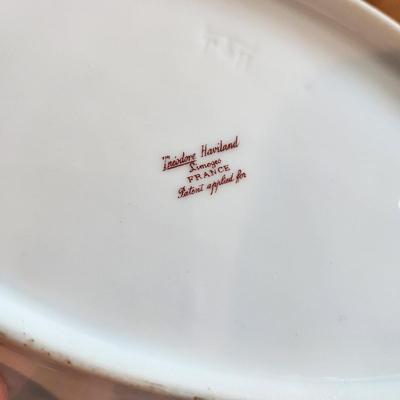 Theodore Haviland
Limoges
FRANCE
Patent applied for